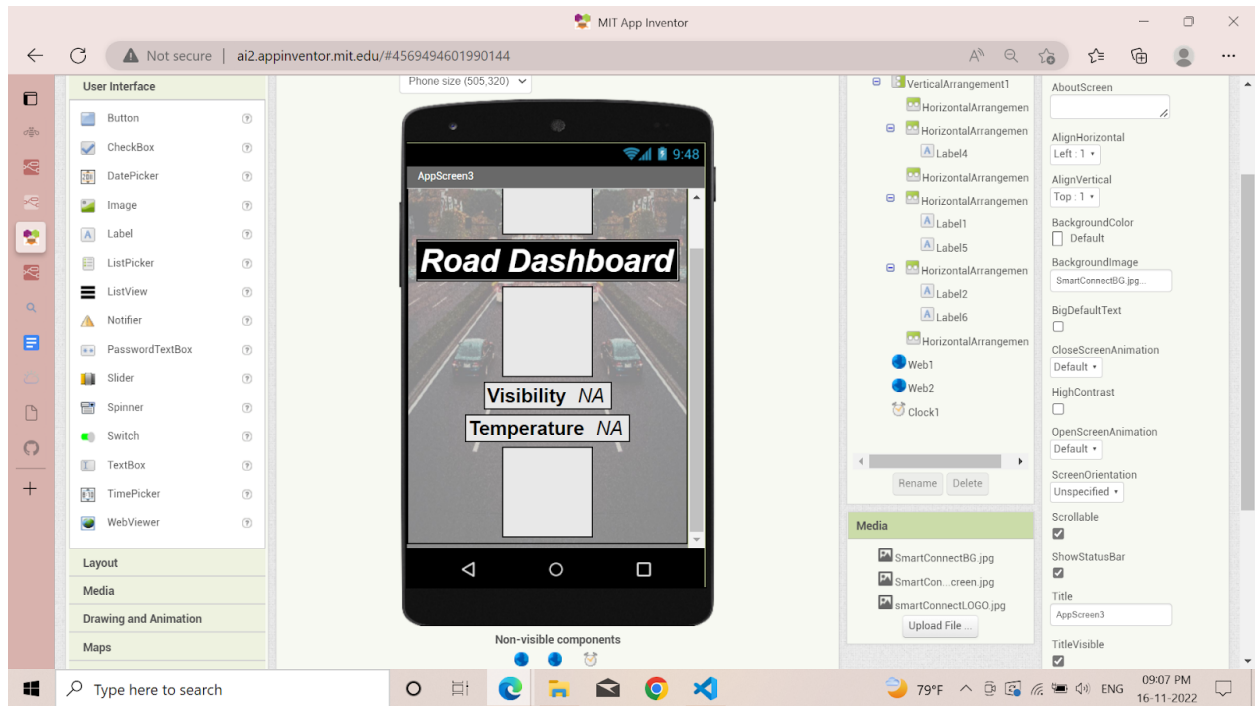 MIT App Inventor
Not secure | ai2.appinventor.mit.edu/#4569494601990144
User Interface
Button
CheckBox
DatePicker
Image
Label
ListPicker
ListView
Notifier
PasswordTextBox
Slider
Spinner
Switch
TextBox
TimePicker
WebViewer
Layout
Media
Drawing and Animation
Maps
Phone size (505,320)
9:48
AppScreen3
Road Dashboard
Visibility NA
Temperature NA
Non-visible components
VerticalArrangement1
HorizontalArrangemen
HorizontalArrangemen
Label4
HorizontalArrangemen
HorizontalArrangemen
Label1
Label5
HorizontalArrangemen
Label2
Label6
HorizontalArrangemen
Web1
Web2
Clock1
Rename Delete
Media
SmartConnectBG.jpg
SmartCon...creen.jpg
smartConnectLOGO.jpg
Upload File ...
AboutScreen
AlignHorizontal
Left : 1
AlignVertical
Top : 1
BackgroundColor
Default
BackgroundImage
SmartConnectBG.jpg...
BigDefaultText
CloseScreenAnimation
Default
HighContrast
OpenScreenAnimation
Default
ScreenOrientation
Unspecified
Scrollable
ShowStatusBar
Title
AppScreen3
TitleVisible
Type here to search
79°F
ENG
09:07 PM
16-11-2022